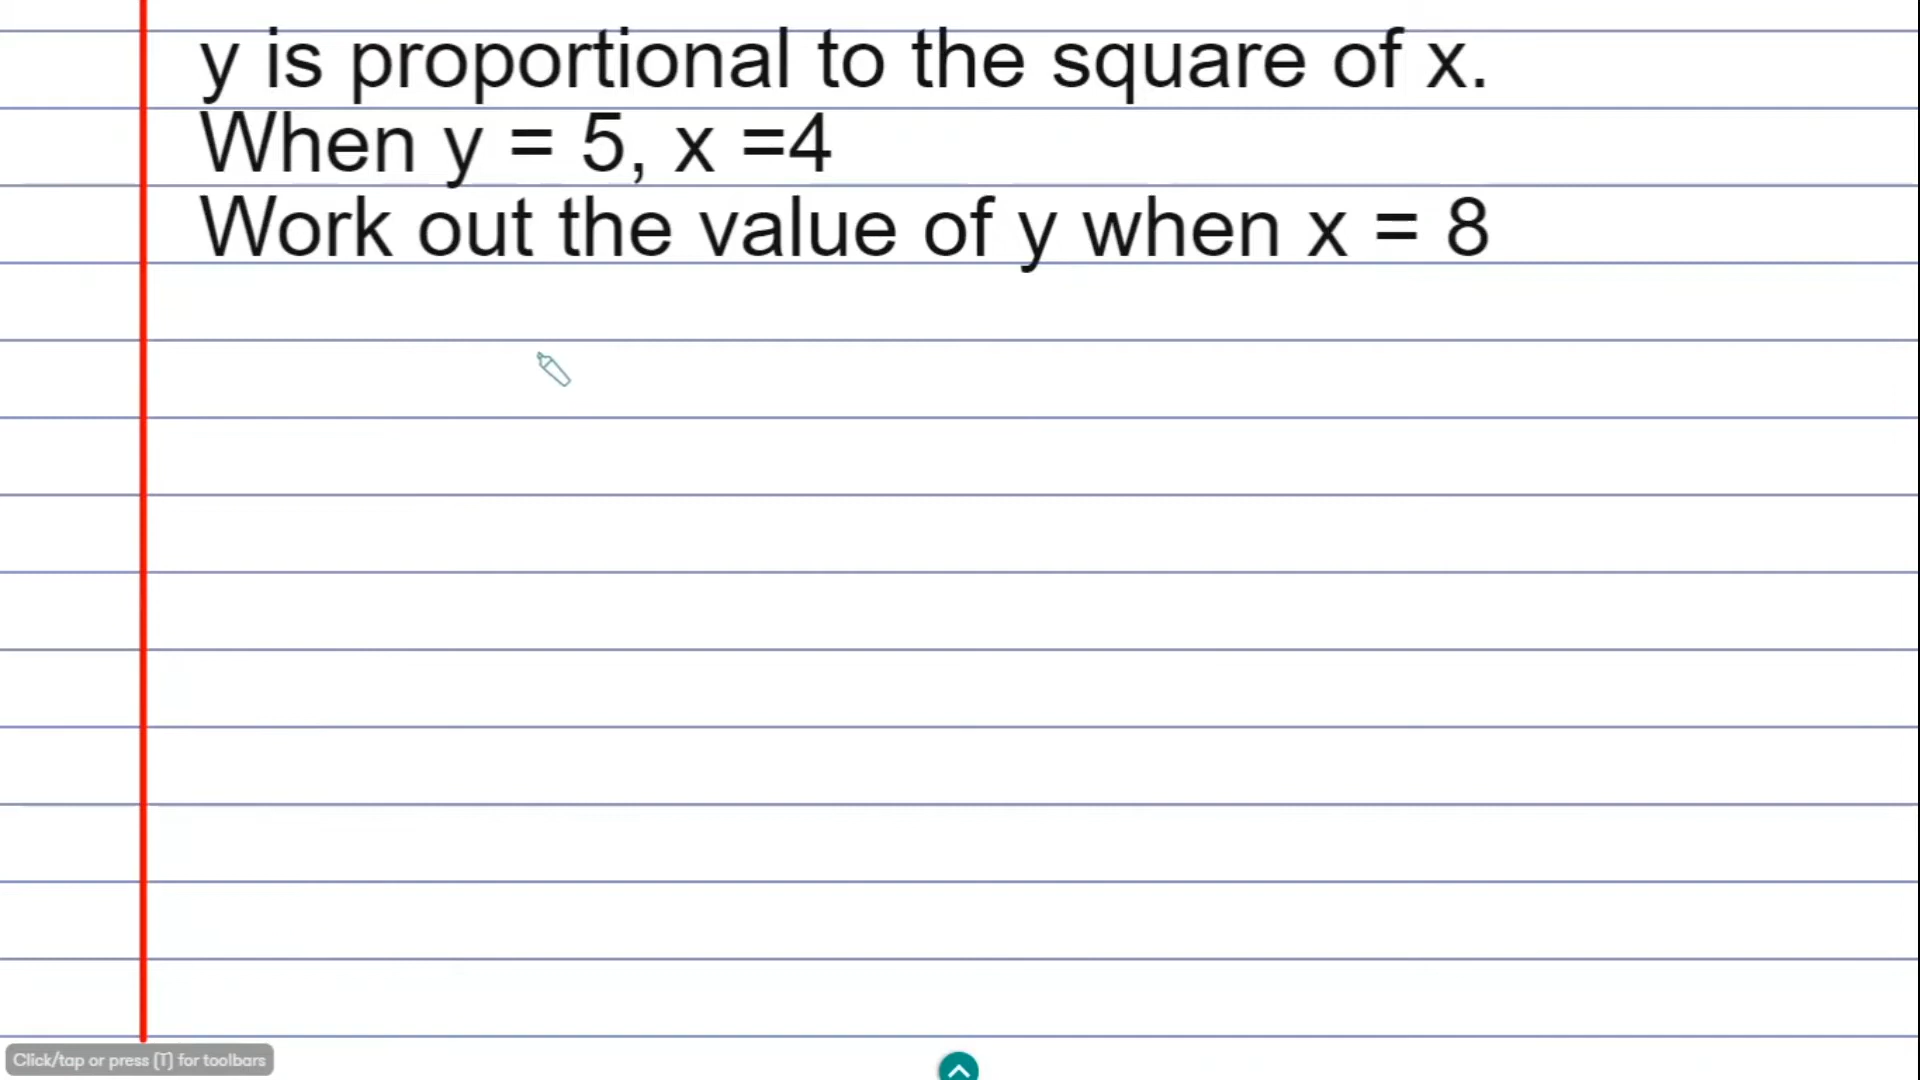 y is proportional to the square of x.
When y = 5, x =4
Work out the value of y when x = 8
Click/tap or press [T] for toolbars